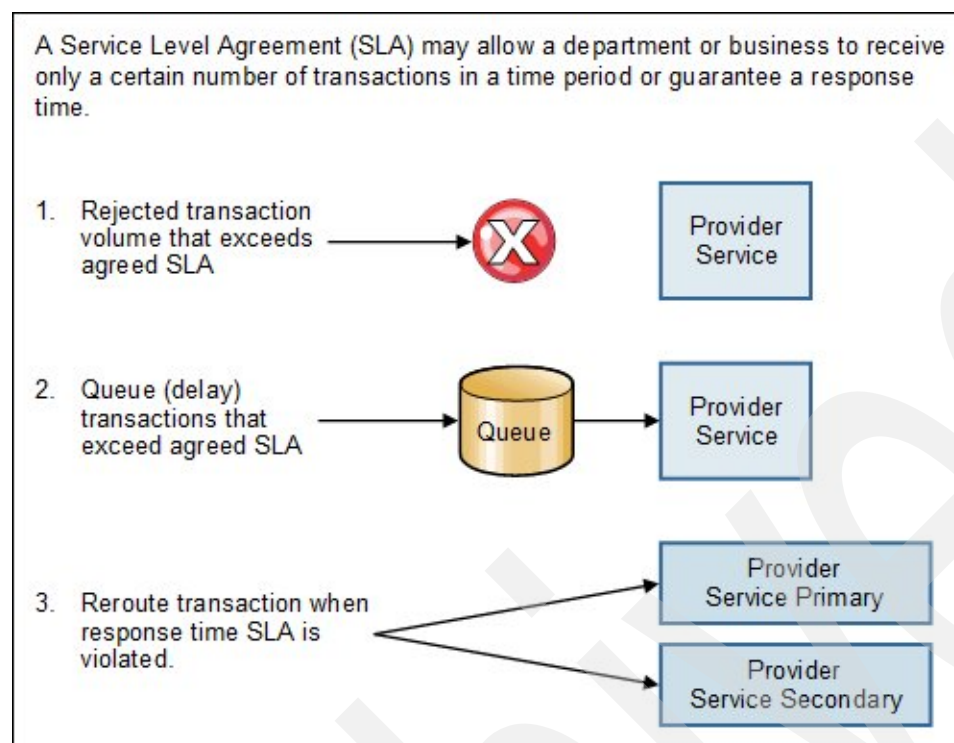 A Service Level Agreement (SLA) may allow a department or business to receive
only a certain number of transactions in a time period or guarantee a response
time.
1. Rejected transaction
volume that exceeds
agreed SLA
X
Provider
Service
2. Queue (delay)
transactions that
exceed agreed SLA
Queue
Provider
Service
3. Reroute transaction when
response time SLA is
violated.
Provider
Service Primary
Provider
Service Secondary